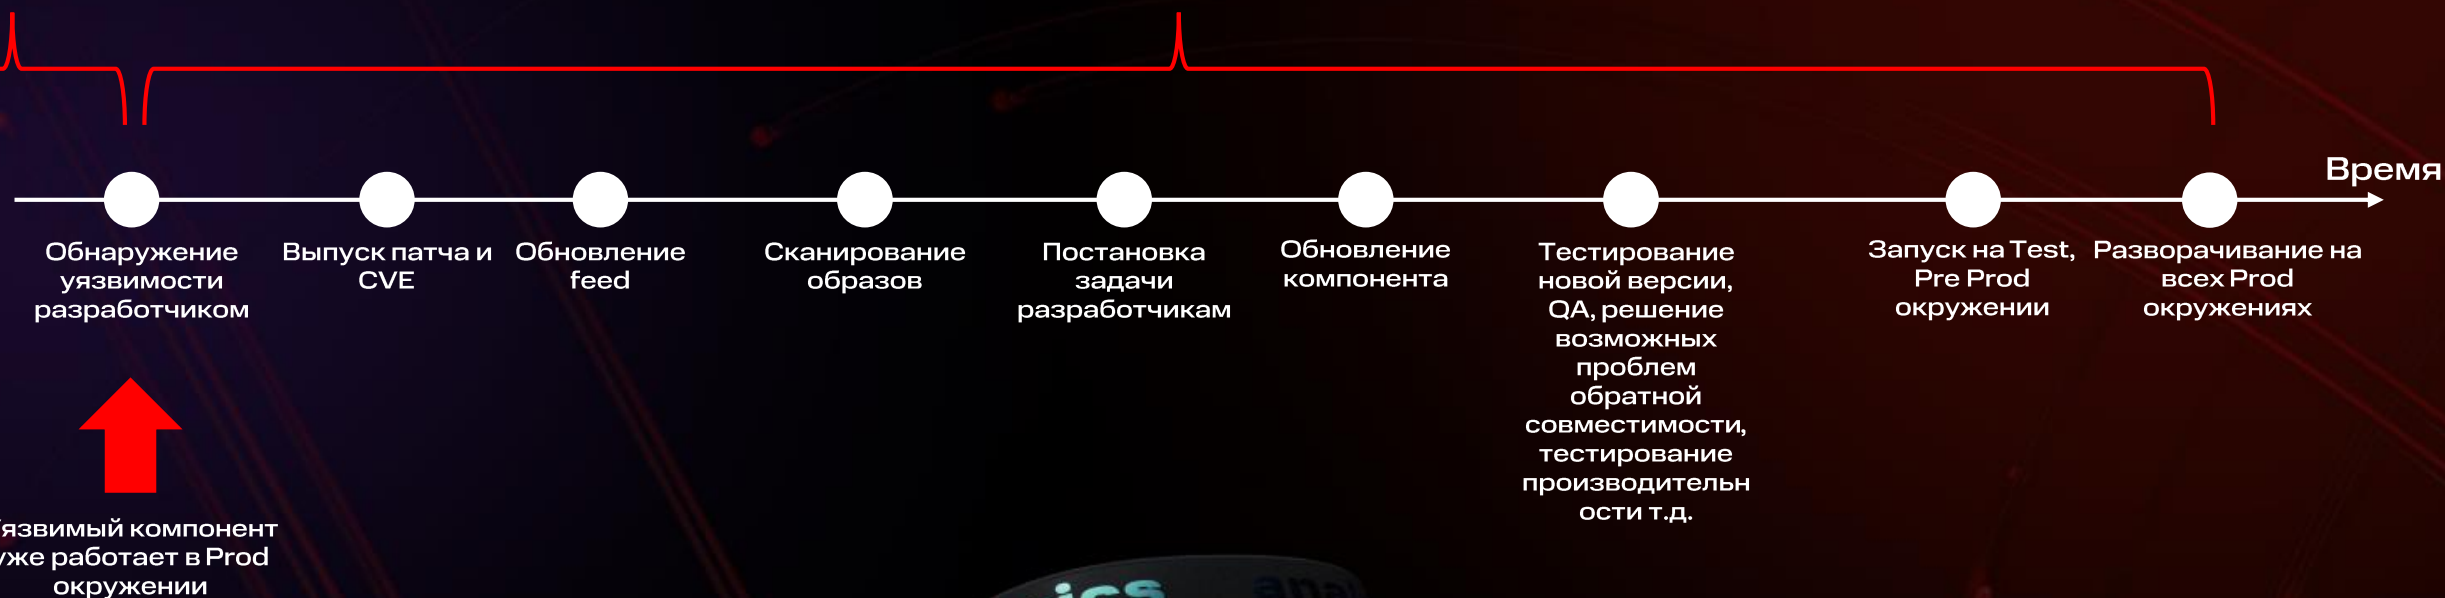 Время
Обнаружение
уязвимости
разработчиком
Выпуск патча и
CVE
Обновление
feed
Сканирование
образов
Постановка
задачи
разработчикам
Обновление
компонента
Тестирование
новой версии,
QA, решение
возможных
проблем
обратной
совместимости,
тестирование
производительн
ости т.д.
Запуск на Test,
Pre Prod
окружении
Разворачивание на
всех Prod
окружениях
язвимый компонент
уже работает в Prod
окружении
ics